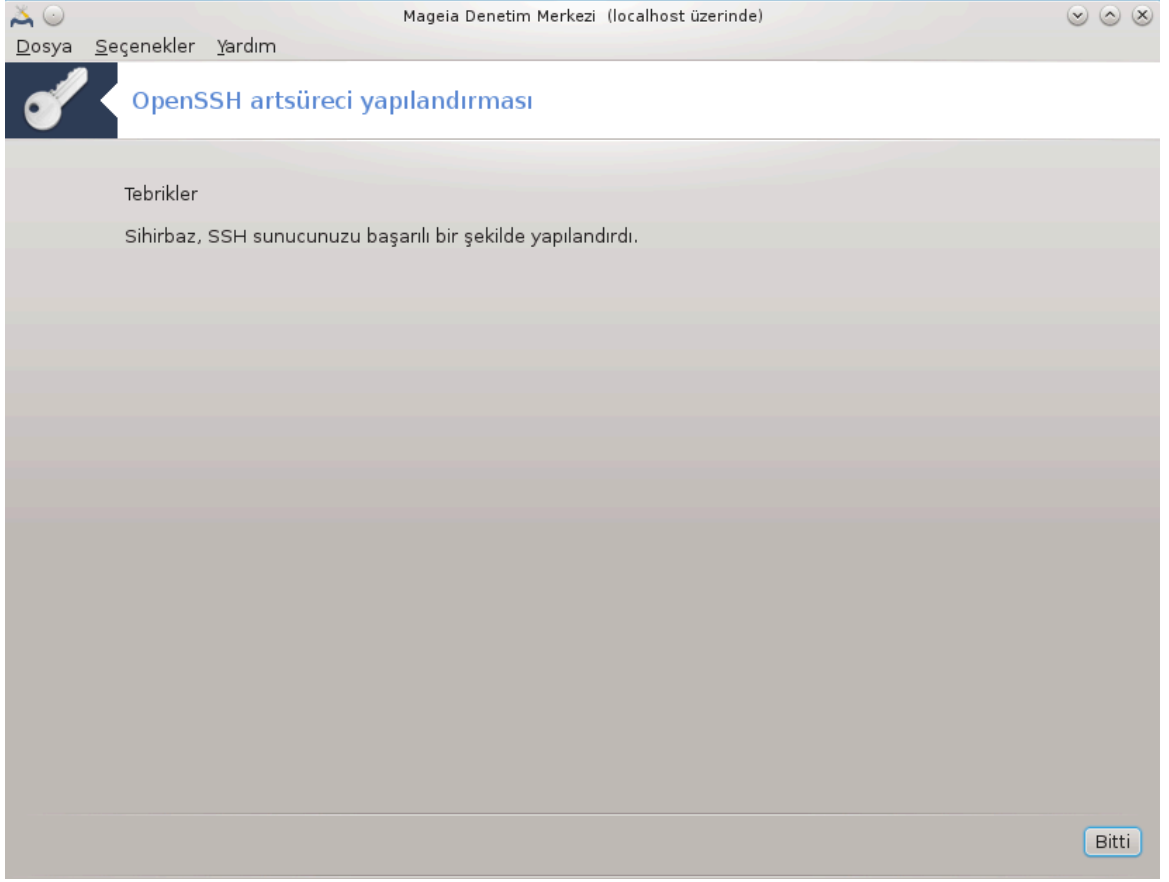 Mageia Denetim Merkezi (localhost üzerinde)
Dosya Seçenekler Yardım
OpenSSH artsüreci yapılandırması
Tebrikler
Sihirbaz, SSH sunucunuzu başarılı bir şekilde yapılandırdı.
Bitti